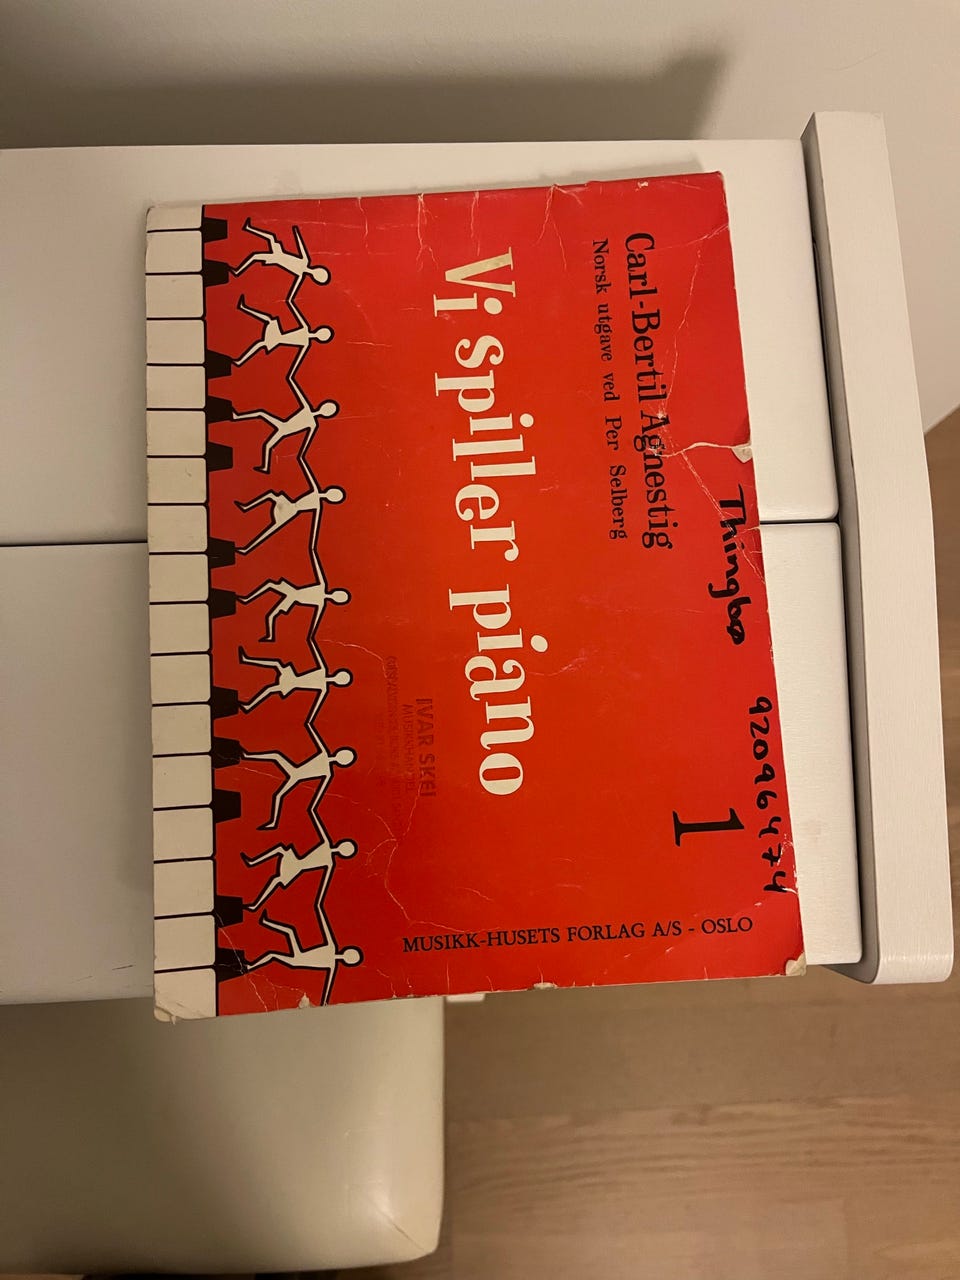 Thingbø 92096474
Carl-Bertil Agnestig
Norsk utgave ved Per Selberg
1
Vi spiller piano
IVAR SKEI
MUSIKKHANDEL
MUSIKK-HUSETS FORLAG A/S - OSLO